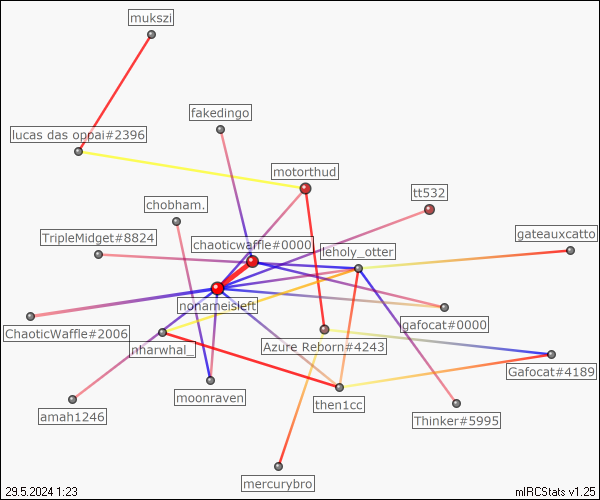 mukszi
fakedingo
lucas das oppai#2396
motorthud
tt532
chobham.
TripleMidget#8824
chaoticwaffle#0000
leholy_otter
gateauxcatto
nonameisleft
ChaoticWaffle#2006
gafocat#0000
nharwhal_
Azure Reborn#4243
Gafocat#4189
moonraven
then1cc
amah1246
Thinker#5995
mercurybro
29.5.2024 1:23
mIRCStats v1.25